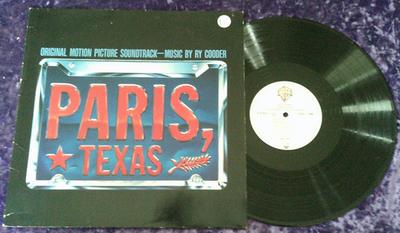 ORIGINAL MOTION PICTURE SOUNDTRACK—MUSIC BY RY COODER
PARIS,
TEXAS